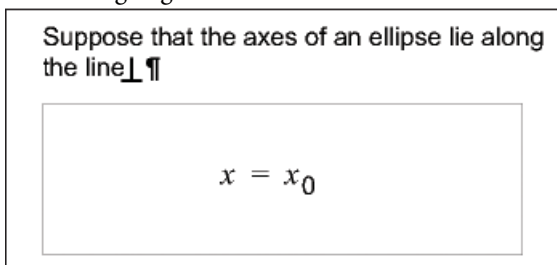 Suppose that the axes of an ellipse lie along
the line⊥ ¶
x = x₀